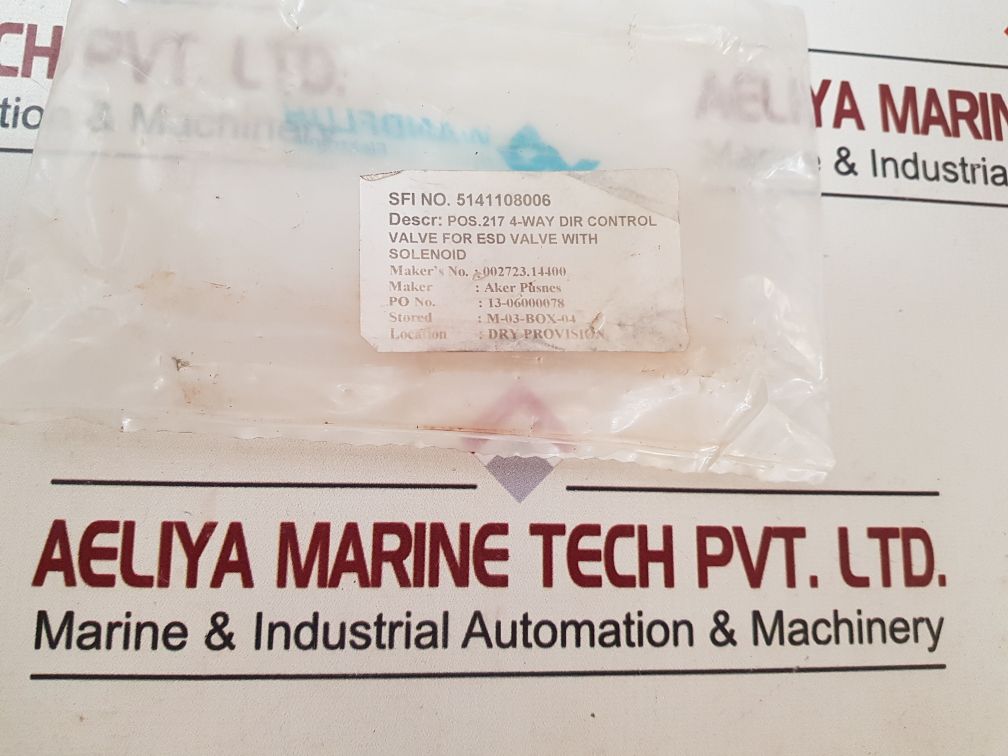 CH PVT. LTD.
& Machinery
WANDFLUH
AELIYA MARIN
& Industria
SFI NO. 5141108006
Descr: POS.217 4-WAY DIR CONTROL
VALVE FOR ESD VALVE WITH
SOLENOID
Maker's No. : 002723.14400
Maker : Aker Pusnes
PO No. : 13-06000078
Stored : M-03-BOX-04
Location : DRY PROVISION
AELIYA MARINE TECH PVT. LTD.
Marine & Industrial Automation & Machinery